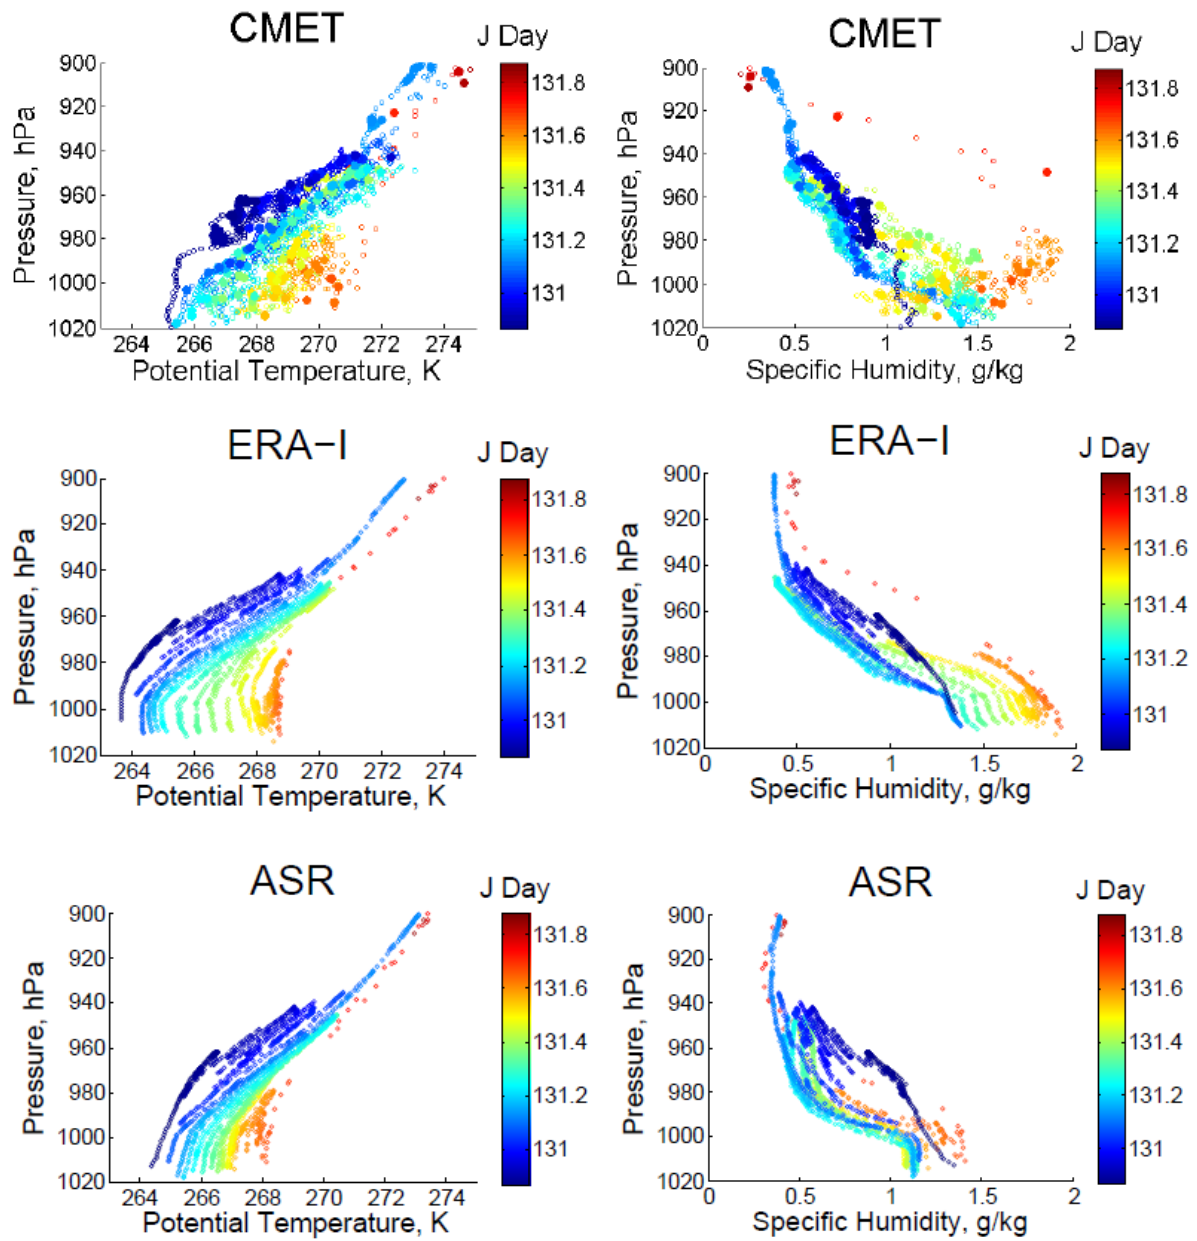 CMET
J Day
900
920
940
960
980
1000
1020
Pressure, hPa
264 266 268 270 272 274
Potential Temperature, K
131.8
131.6
131.4
131.2
131
CMET
J Day
900
920
940
960
980
1000
1020
Pressure, hPa
0 0.5 1 1.5 2
Specific Humidity, g/kg
131.8
131.6
131.4
131.2
131
ERA−I
J Day
900
920
940
960
980
1000
1020
Pressure, hPa
264 266 268 270 272 274
Potential Temperature, K
131.8
131.6
131.4
131.2
131
ERA−I
J Day
900
920
940
960
980
1000
1020
Pressure, hPa
0 0.5 1 1.5 2
Specific Humidity, g/kg
131.8
131.6
131.4
131.2
131
ASR
J Day
900
920
940
960
980
1000
1020
Pressure, hPa
264 266 268 270 272 274
Potential Temperature, K
131.8
131.6
131.4
131.2
131
ASR
J Day
900
920
940
960
980
1000
1020
Pressure, hPa
0 0.5 1 1.5 2
Specific Humidity, g/kg
131.8
131.6
131.4
131.2
131